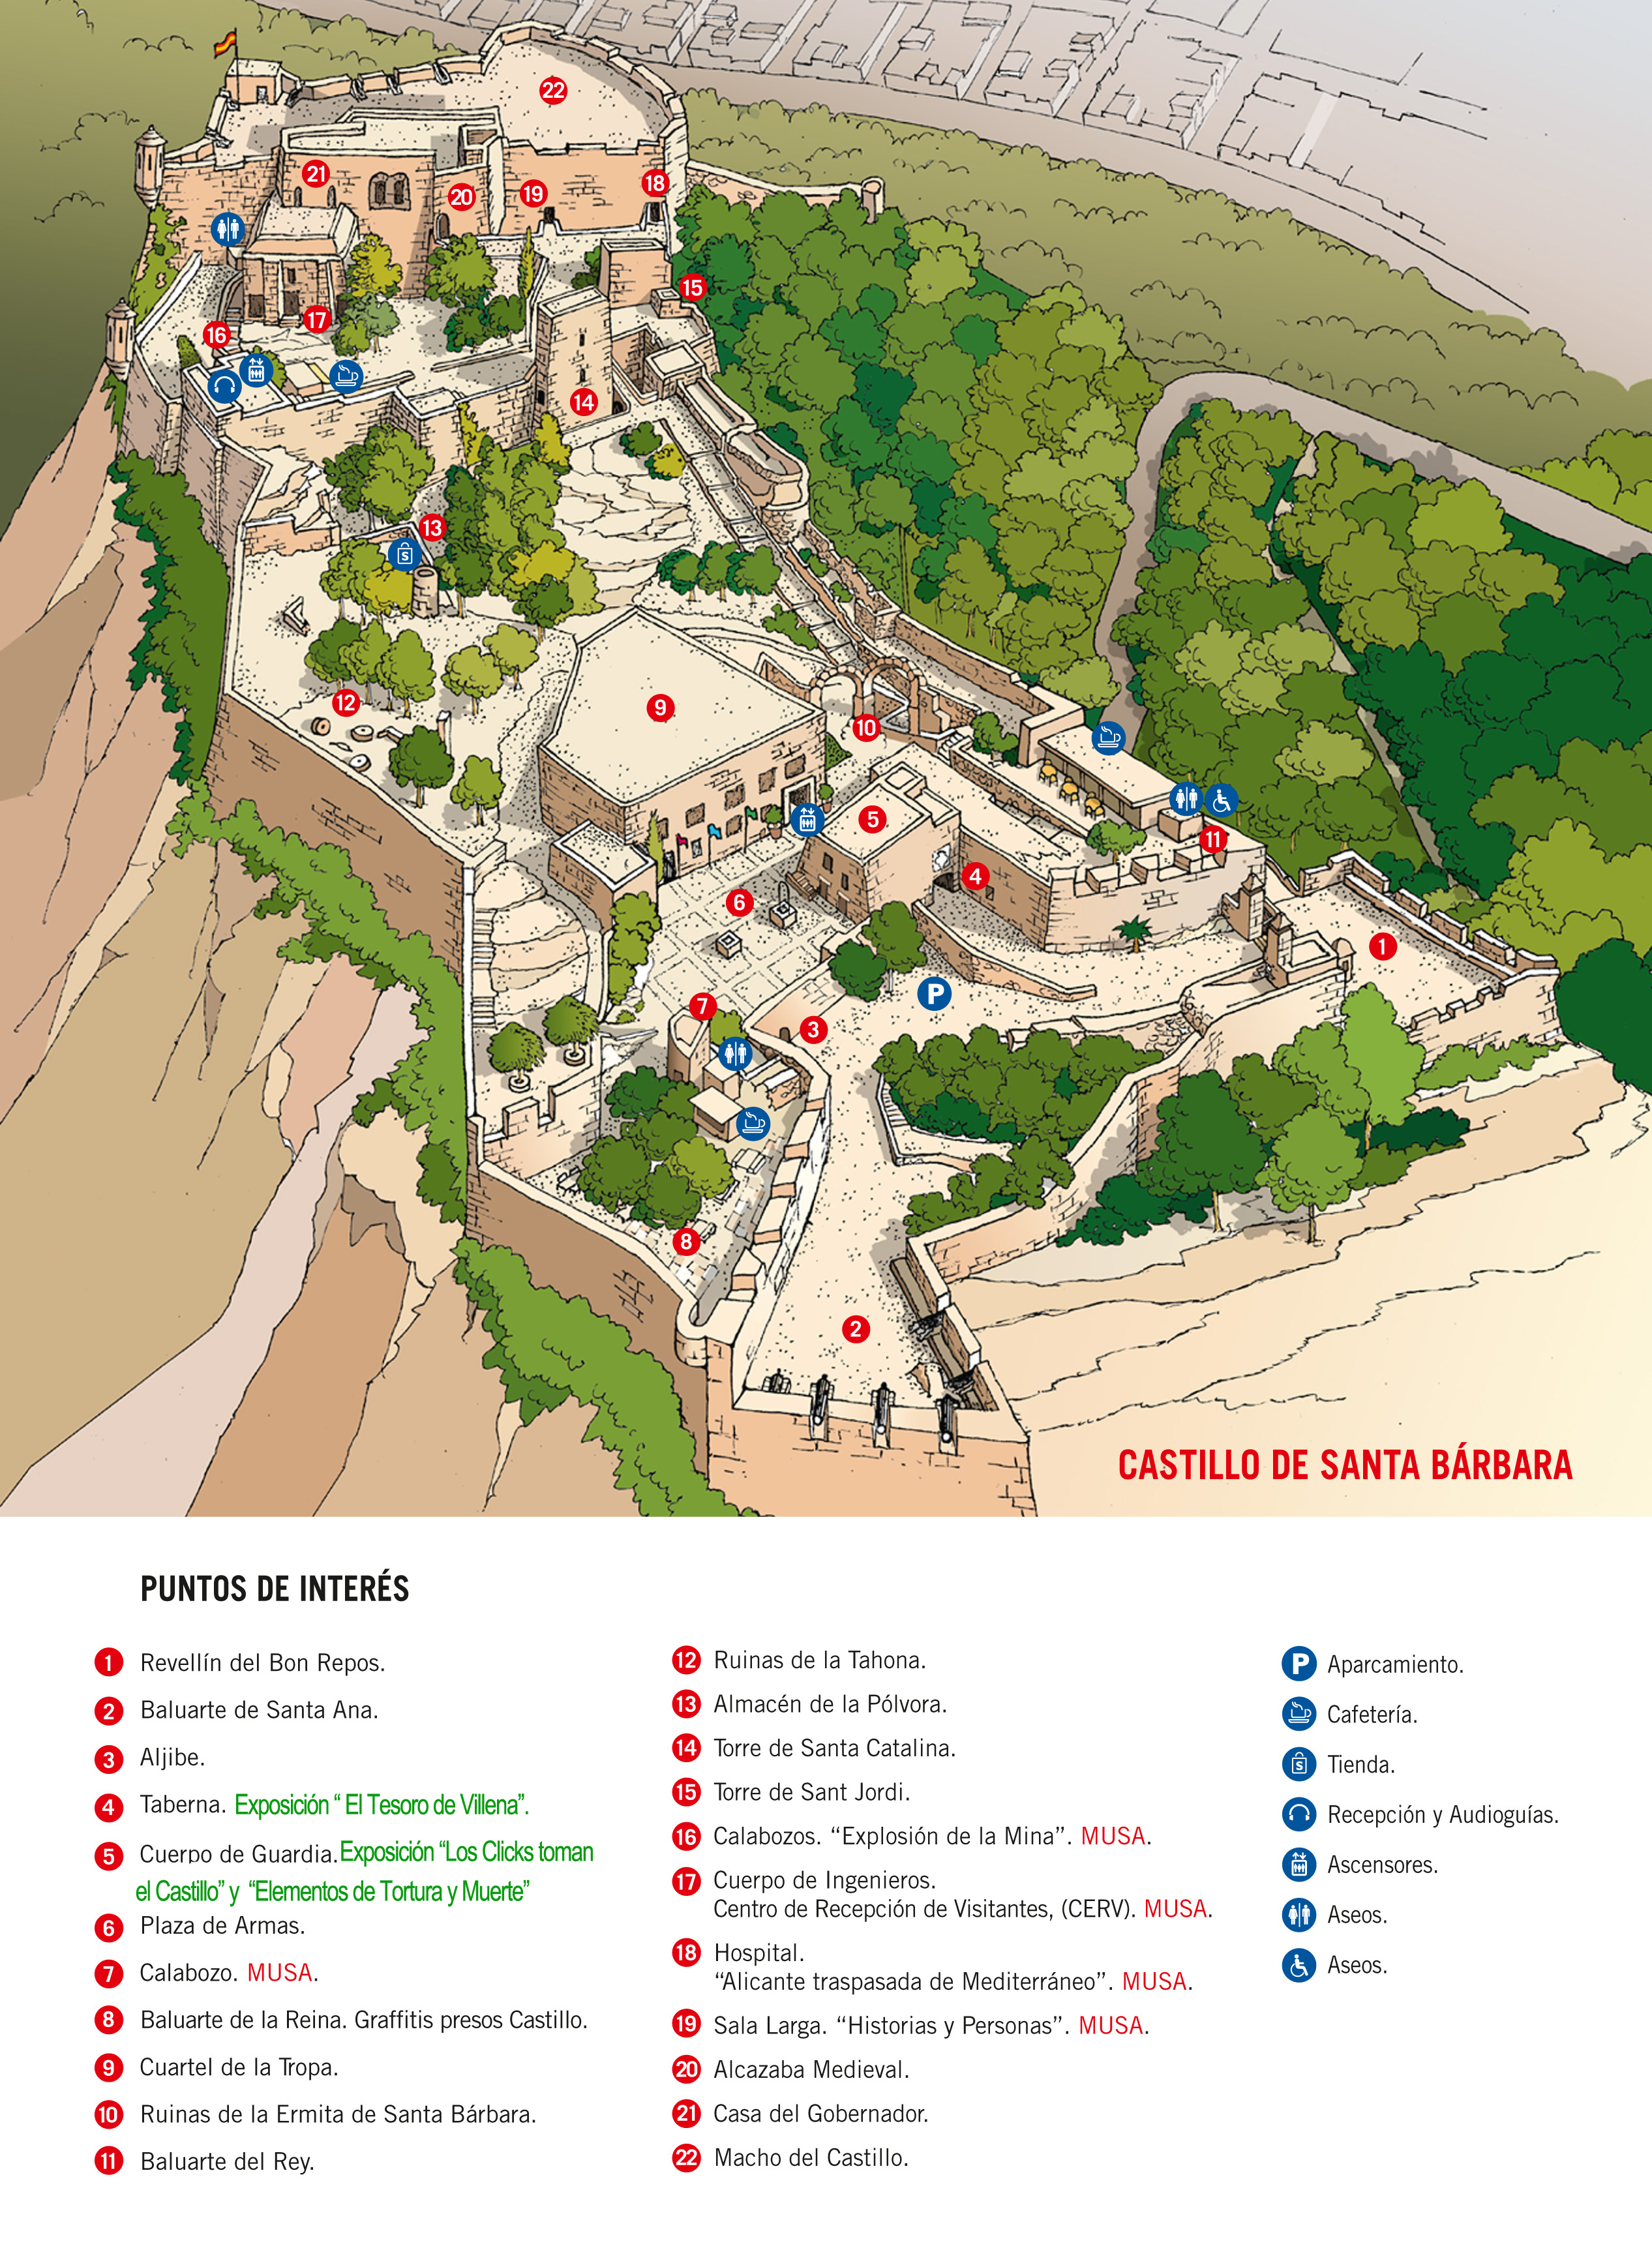 22
21
20
19
18
15
17
16
14
13
12
9
10
5
11
4
6
1
P
7
3
8
2
CASTILLO DE SANTA BÁRBARA
PUNTOS DE INTERÉS
1 Revellín del Bon Repos.
2 Baluarte de Santa Ana.
3 Aljibe.
4 Taberna. Exposición “ El Tesoro de Villena”.
5 Cuerpo de Guardia. Exposición “Los Clicks toman
el Castillo” y “Elementos de Tortura y Muerte”
6 Plaza de Armas.
7 Calabozo. MUSA.
8 Baluarte de la Reina. Graffitis presos Castillo.
9 Cuartel de la Tropa.
10 Ruinas de la Ermita de Santa Bárbara.
11 Baluarte del Rey.
12 Ruinas de la Tahona.
13 Almacén de la Pólvora.
14 Torre de Santa Catalina.
15 Torre de Sant Jordi.
16 Calabozos. “Explosión de la Mina”. MUSA.
17 Cuerpo de Ingenieros.
Centro de Recepción de Visitantes, (CERV). MUSA.
18 Hospital.
“Alicante traspasada de Mediterráneo”. MUSA.
19 Sala Larga. “Historias y Personas”. MUSA.
20 Alcazaba Medieval.
21 Casa del Gobernador.
22 Macho del Castillo.
P Aparcamiento.
Cafetería.
S Tienda.
Recepción y Audioguías.
Ascensores.
Aseos.
Aseos.